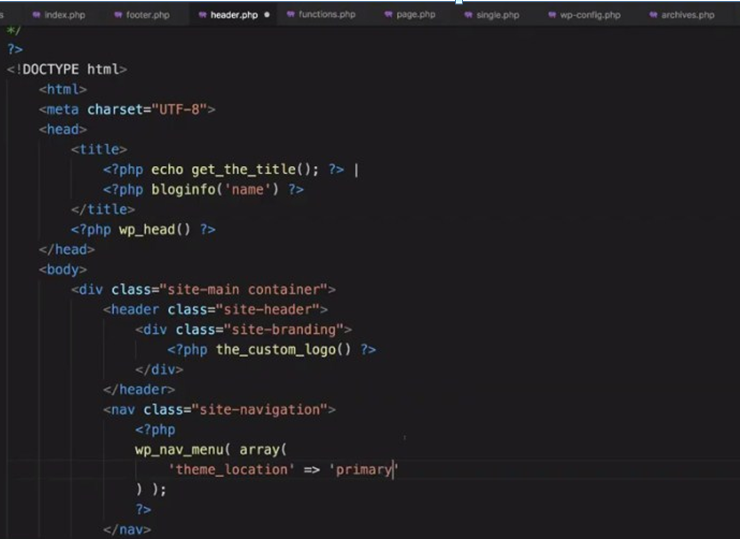 s index.php footer.php header.php functions.php page.php single.php wp-config.php archives.php
*/
?>
<!DOCTYPE html>
<html>
<meta charset="UTF-8">
<head>
<title>
<?php echo get_the_title(); ?> |
<?php bloginfo('name') ?>
</title>
<?php wp_head() ?>
</head>
<body>
<div class="site-main container">
<header class="site-header">
<div class="site-branding">
<?php the_custom_logo() ?>
</div>
</header>
<nav class="site-navigation">
<?php
wp_nav_menu( array(
'theme_location' => 'primary'
) );
?>
</nav>